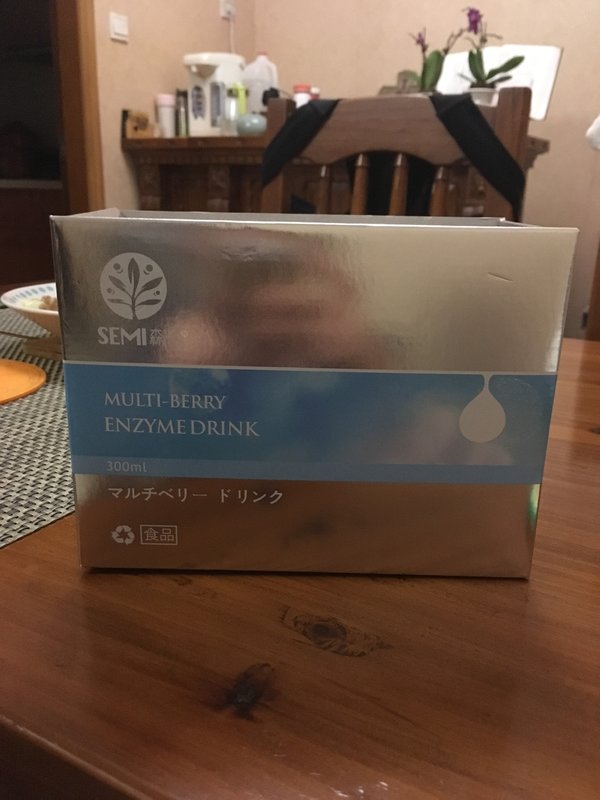 SEMI 森
MULTI-BERRY
ENZYME DRINK
300ml
マルチベリー ドリンク
食品